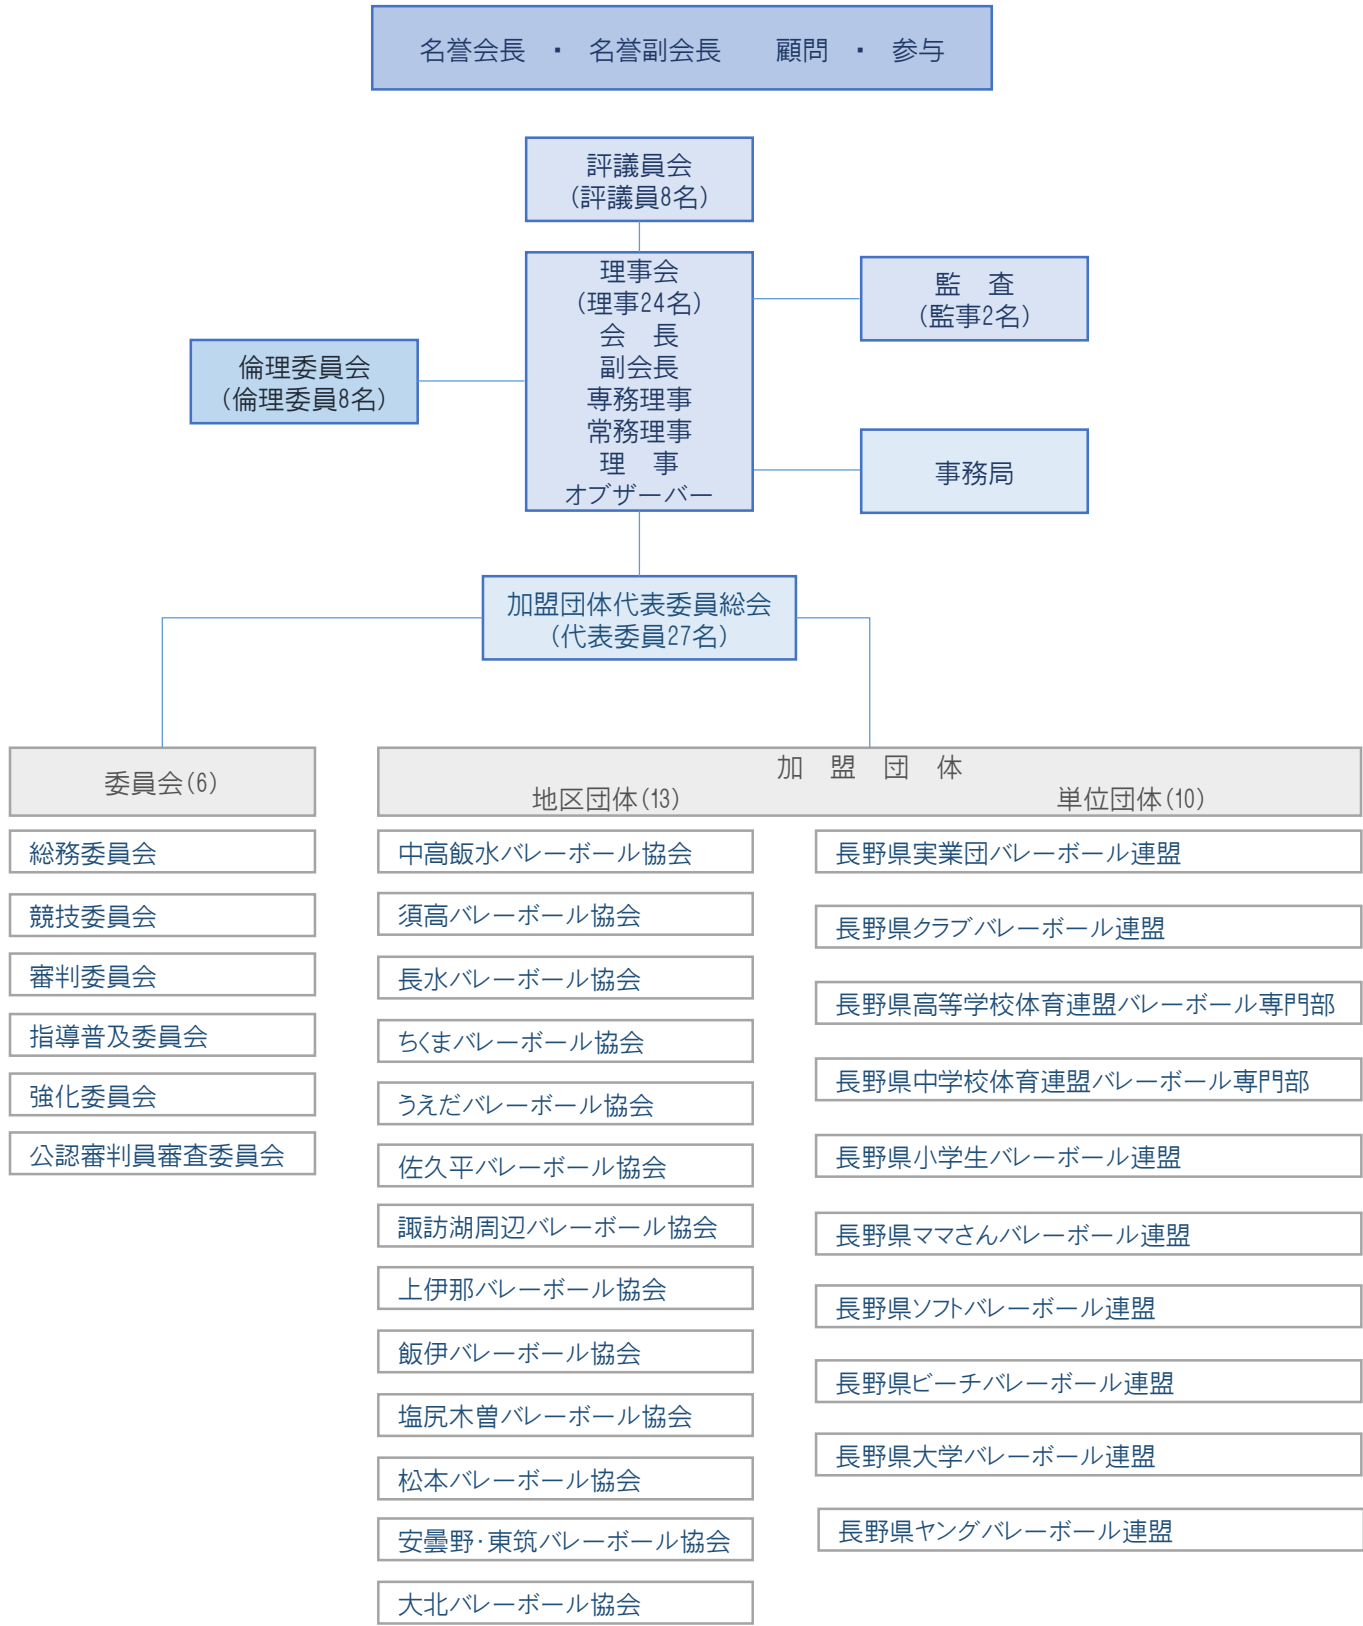 名誉会長 ・ 名誉副会長　顧問 ・ 参与
評議員会
(評議員8名)
理事会
(理事24名)
会　長
副会長
専務理事
常務理事
理　事
オブザーバー
監　査
(監事2名)
倫理委員会
(倫理委員8名)
事務局
加盟団体代表委員総会
(代表委員27名)
委員会(6)
総務委員会
競技委員会
審判委員会
指導普及委員会
強化委員会
公認審判員審査委員会
加　盟　団　体
地区団体(13)
中高飯水バレーボール協会
須高バレーボール協会
長水バレーボール協会
ちくまバレーボール協会
うえだバレーボール協会
佐久平バレーボール協会
諏訪湖周辺バレーボール協会
上伊那バレーボール協会
飯伊バレーボール協会
塩尻木曽バレーボール協会
松本バレーボール協会
安曇野･東筑バレーボール協会
大北バレーボール協会
単位団体(10)
長野県実業団バレーボール連盟
長野県クラブバレーボール連盟
長野県高等学校体育連盟バレーボール専門部
長野県中学校体育連盟バレーボール専門部
長野県小学生バレーボール連盟
長野県ママさんバレーボール連盟
長野県ソフトバレーボール連盟
長野県ビーチバレーボール連盟
長野県大学バレーボール連盟
長野県ヤングバレーボール連盟